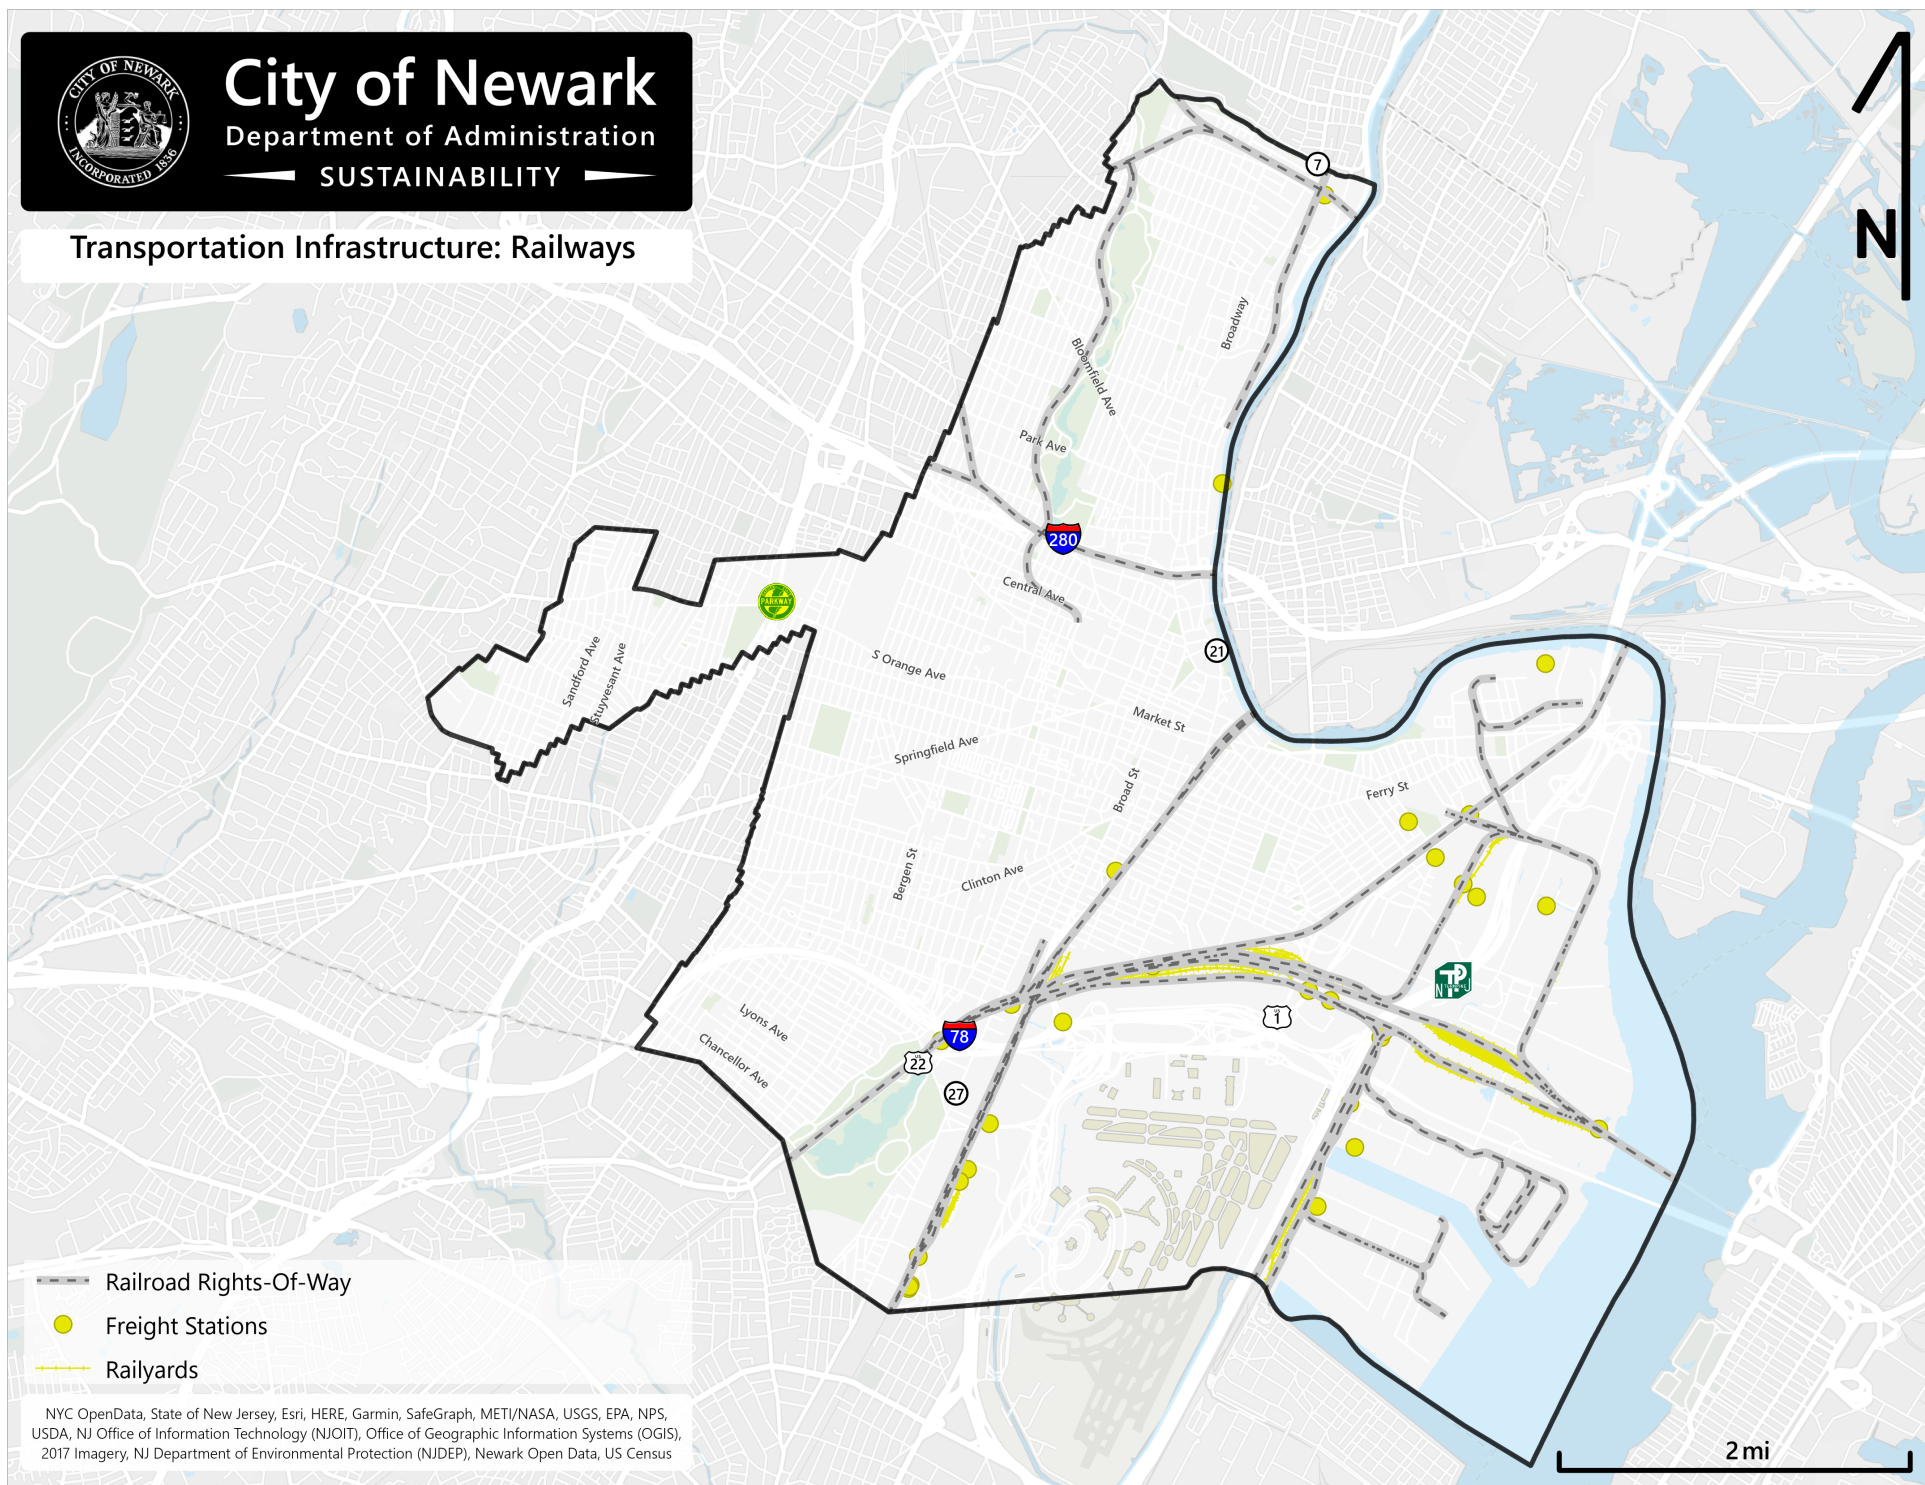 CITY OF NEWARK
INCORPORATED 1836
City of Newark
Department of Administration
SUSTAINABILITY
Transportation Infrastructure: Railways
N
7
Broadway
Bloomfield Ave
Park Ave
280
Central Ave
PARKWAY
21
Sandford Ave
Stuyvesant Ave
S Orange Ave
Market St
Springfield Ave
Broad St
Ferry St
Bergen St
Clinton Ave
N TP J
US
1
Lyons Ave
78
Chancellor Ave
22
27
Railroad Rights-Of-Way
Freight Stations
Railyards
NYC OpenData, State of New Jersey, Esri, HERE, Garmin, SafeGraph, METI/NASA, USGS, EPA, NPS,
USDA, NJ Office of Information Technology (NJOIT), Office of Geographic Information Systems (OGIS),
2017 Imagery, NJ Department of Environmental Protection (NJDEP), Newark Open Data, US Census
2 mi